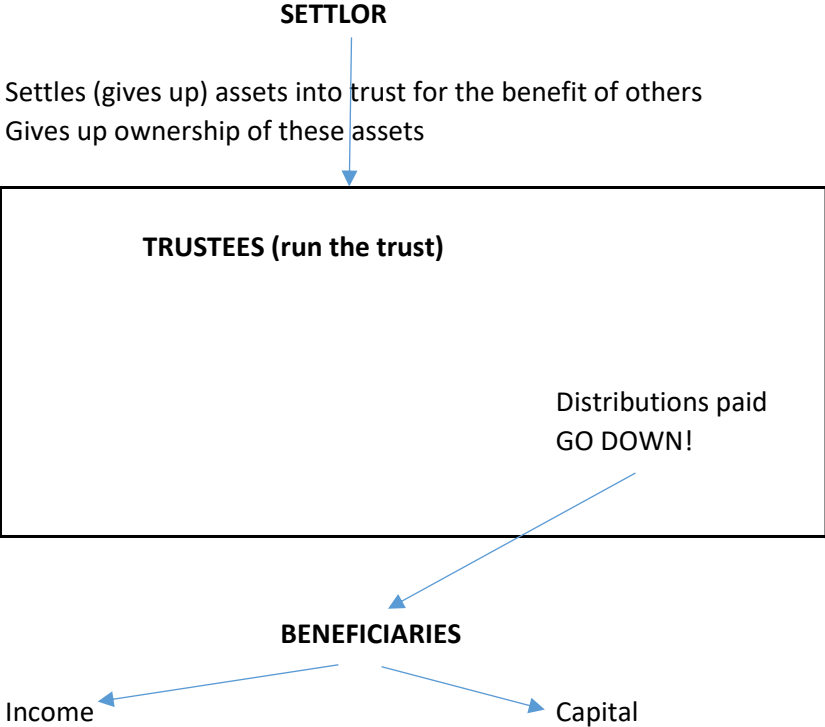 SETTLOR
Settles (gives up) assets into trust for the benefit of others
Gives up ownership of these assets
TRUSTEES (run the trust)
Distributions paid
GO DOWN!
BENEFICIARIES
Income
Capital